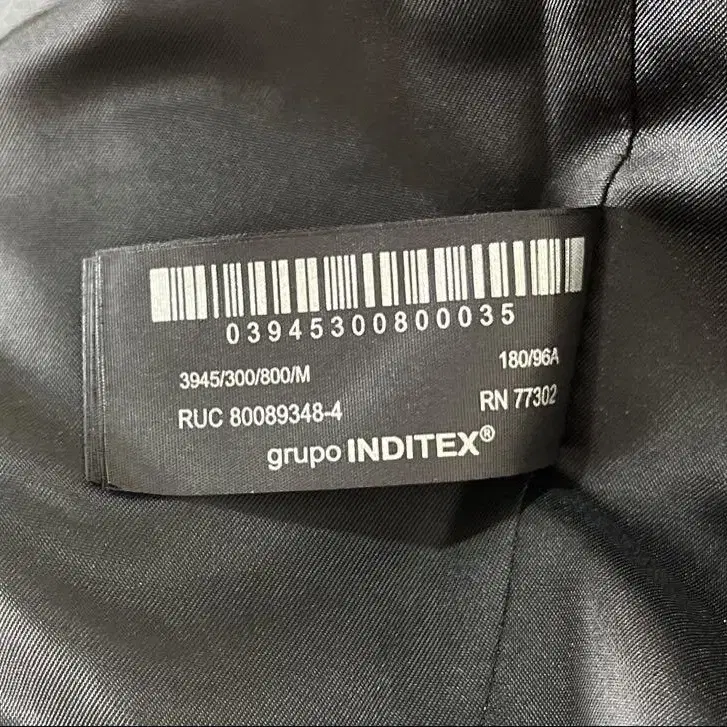 03945300800035
3945/300/800/M 180/96A
RUC 80089348-4 RN 77302
grupo INDITEX®